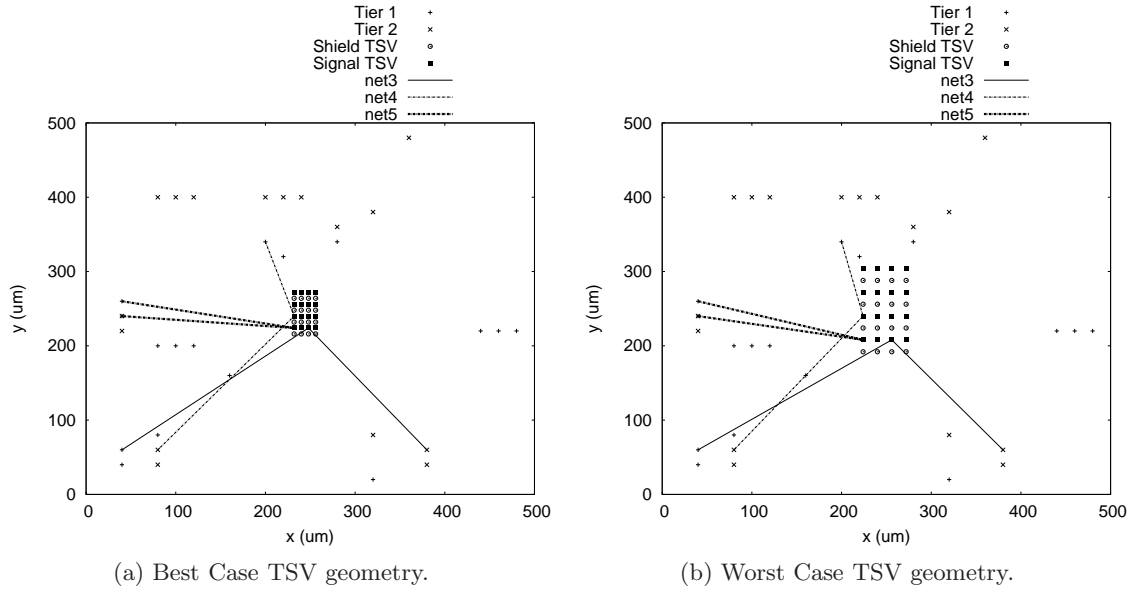 Tier 1
Tier 2
Shield TSV
Signal TSV
net3
net4
net5
500
400
300
200
100
0
y (um)
0 100 200 300 400 500
x (um)
(a) Best Case TSV geometry.
Tier 1
Tier 2
Shield TSV
Signal TSV
net3
net4
net5
500
400
300
200
100
0
y (um)
0 100 200 300 400 500
x (um)
(b) Worst Case TSV geometry.